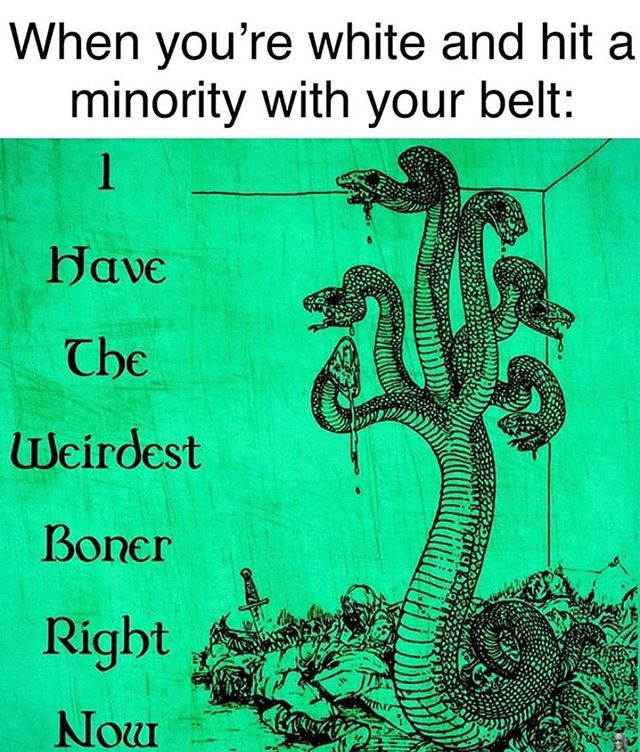 When you're white and hit a
minority with your belt:
I
Have
The
Weirdest
Boner
Right
Now